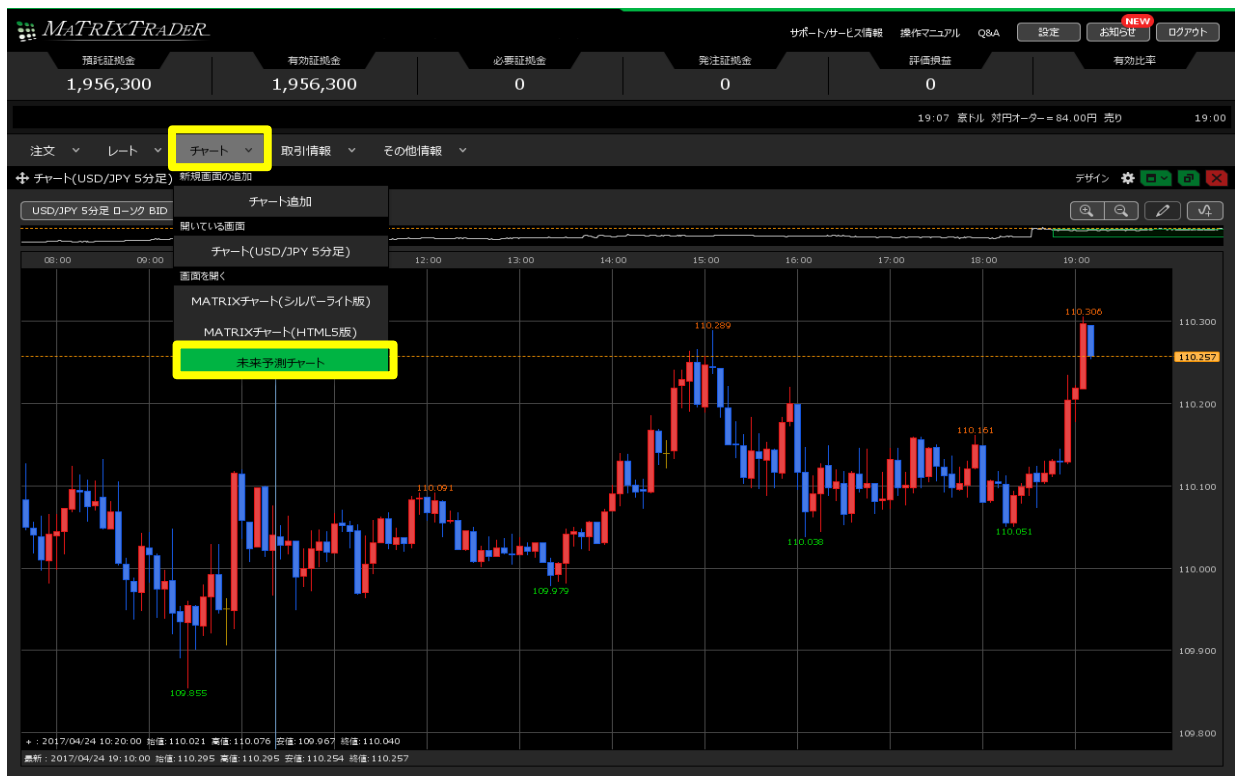 MATRIXTRADER
サポート/サービス情報 操作マニュアル Q&A 設定 お知らせ NEW ログアウト
預託証拠金 有効証拠金 必要証拠金 発注証拠金 評価損益 有効比率
1,956,300 1,956,300 0 0 0
19:07 京ドル 対円オーダー=84.00円 売り 19:00
注文 レート チャート 取引情報 その他情報
チャート(USD/JPY 5分足) 新規画面の追加 デザイン
チャート追加
USD/JPY 5分足 ローソク BID
開いている画面
チャート(USD/JPY 5分足)
08:00 09:00 12:00 13:00 14:00 15:00 16:00 17:00 18:00 19:00
画面を開く
MATRIXチャート(シルバーライト版)
MATRIXチャート(HTML5版)
未来予測チャート
110.306
110.289
110.300
110.257
110.200
110.161
110.091
110.100
110.051
110.038
110.000
109.979
109.900
109.855
109.800
+ : 2017/04/24 10:20:00 始値:110.021 高値:110.076 安値:109.967 終値:110.040
最新 : 2017/04/24 19:10:00 始値:110.295 高値:110.295 安値:110.254 終値:110.257